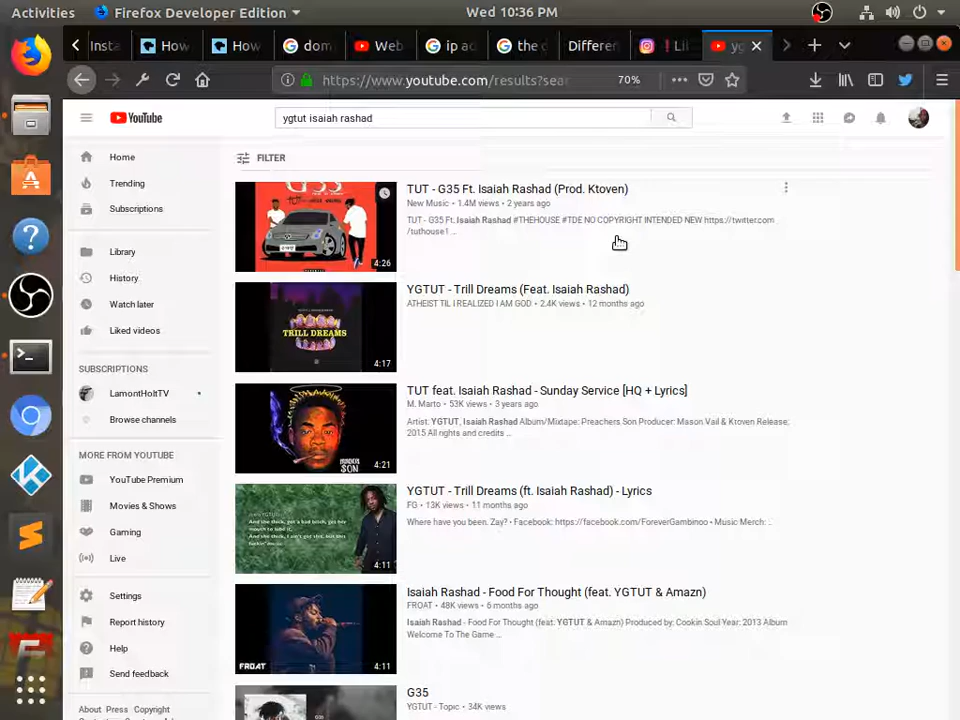 Activities Firefox Developer Edition Wed 10:36 PM
Insta How How dom Web ip ad the d Differen Lil yg
https://www.youtube.com/results?sear 70%
YouTube ygtut isaiah rashad
Home
Trending
Subscriptions
Library
History
Watch later
Liked videos
SUBSCRIPTIONS
LamontHoltTV
Browse channels
MORE FROM YOUTUBE
YouTube Premium
Movies & Shows
Gaming
Live
Settings
Report history
Help
Send feedback
About Press Copyright
FILTER
G35
4:26
TUT - G35 Ft. Isaiah Rashad (Prod. Ktoven)
New Music • 1.4M views • 2 years ago
TUT - G35 Ft. Isaiah Rashad #THEHOUSE #TDE NO COPYRIGHT INTENDED NEW https://twitter.com
/tuthouse1 ...
TRILL DREAMS
4:17
YGTUT - Trill Dreams (Feat. Isaiah Rashad)
ATHEIST TIL I REALIZED I AM GOD • 2.4K views • 12 months ago
SON
4:21
TUT feat. Isaiah Rashad - Sunday Service [HQ + Lyrics]
M. Marto • 53K views • 3 years ago
Artist: YGTUT, Isaiah Rashad Album/Mixtape: Preachers Son Producer: Mason Vail & Ktoven Release:
2015 All rights and credits ...
4:11
YGTUT - Trill Dreams (ft. Isaiah Rashad) - Lyrics
FG • 13K views • 11 months ago
Where have you been. Zay? • Facebook: https://facebook.com/ForeverGambinoo • Music Merch: ...
FROAT
4:11
Isaiah Rashad - Food For Thought (feat. YGTUT & Amazn)
FROAT • 48K views • 6 months ago
Isaiah Rashad - Food For Thought (feat. YGTUT & Amazn) Produced by: Cookin Soul Year: 2013 Album
Welcome To The Game ...
G35
YGTUT - Topic • 34K views